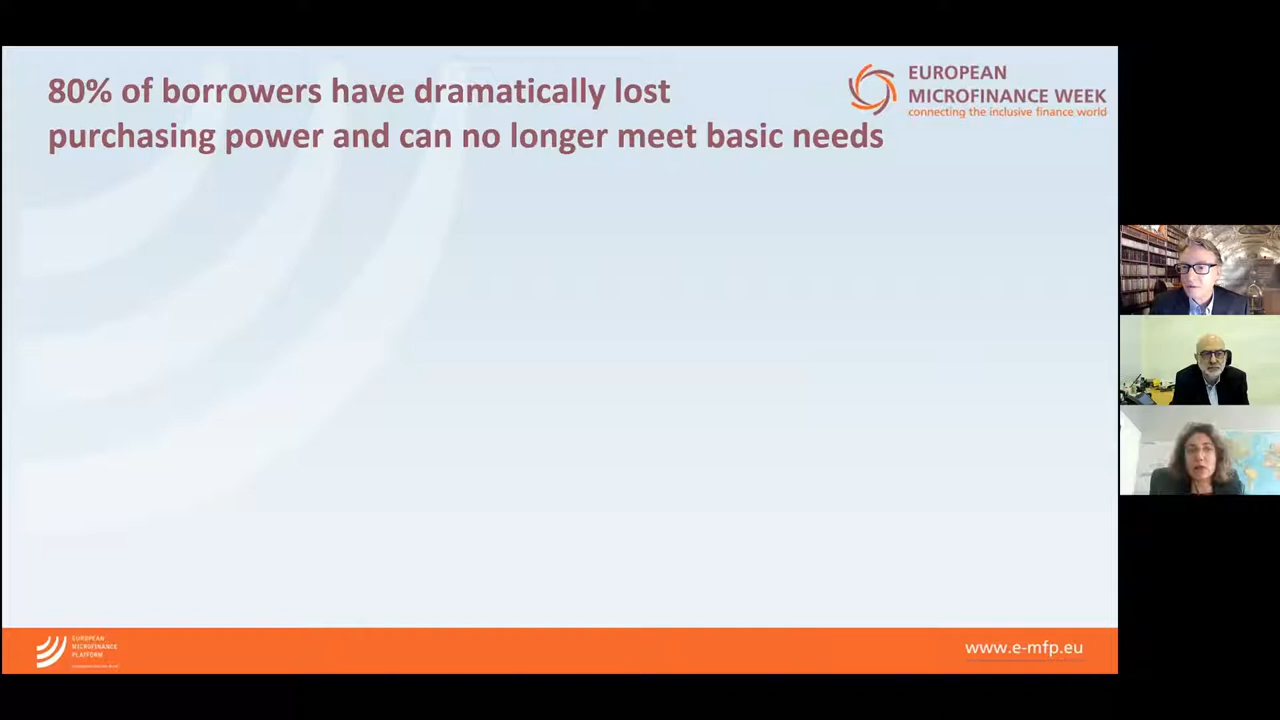 80% of borrowers have dramatically lost
purchasing power and can no longer meet basic needs
EUROPEAN
MICROFINANCE WEEK
connecting the inclusive finance world
EUROPEAN
MICROFINANCE
PLATFORM
www.e-mfp.eu